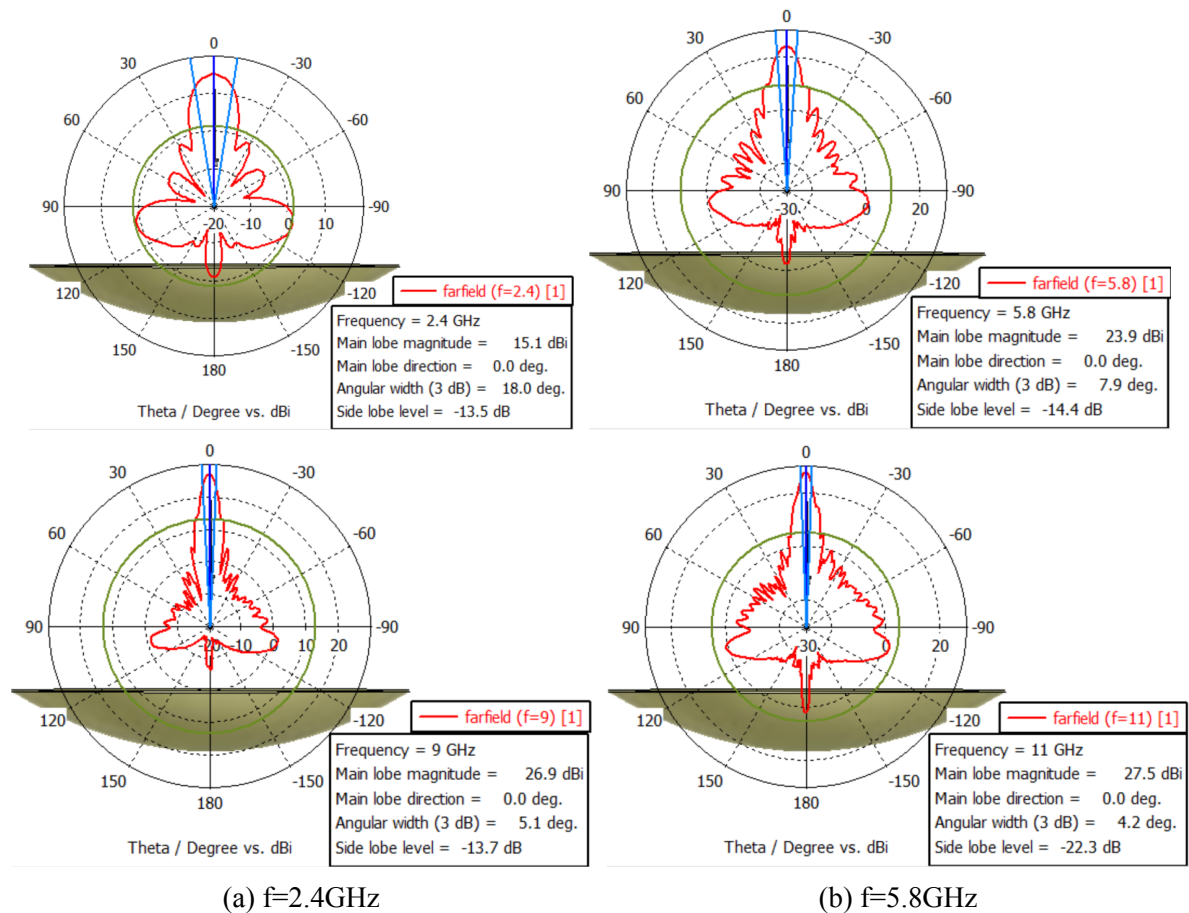 0
30
-30
60
-60
90
-90
-20
0
10
120
-120
150
-150
180
farfield (f=2.4) [1]
Frequency = 2.4 GHz
Main lobe magnitude = 15.1 dBi
Main lobe direction = 0.0 deg.
Angular width (3 dB) = 18.0 deg.
Side lobe level = -13.5 dB
Theta / Degree vs. dBi
0
30
-30
60
-60
90
-90
-30
0
20
120
-120
150
-150
180
farfield (f=5.8) [1]
Frequency = 5.8 GHz
Main lobe magnitude = 23.9 dBi
Main lobe direction = 0.0 deg.
Angular width (3 dB) = 7.9 deg.
Side lobe level = -14.4 dB
Theta / Degree vs. dBi
0
30
-30
60
-60
90
-90
-20
-10
0
10
20
120
-120
150
-150
180
farfield (f=9) [1]
Frequency = 9 GHz
Main lobe magnitude = 26.9 dBi
Main lobe direction = 0.0 deg.
Angular width (3 dB) = 5.1 deg.
Side lobe level = -13.7 dB
Theta / Degree vs. dBi
0
30
-30
60
-60
90
-90
-30
0
20
120
-120
150
-150
180
farfield (f=11) [1]
Frequency = 11 GHz
Main lobe magnitude = 27.5 dBi
Main lobe direction = 0.0 deg.
Angular width (3 dB) = 4.2 deg.
Side lobe level = -22.3 dB
Theta / Degree vs. dBi
(a) f=2.4GHz
(b) f=5.8GHz